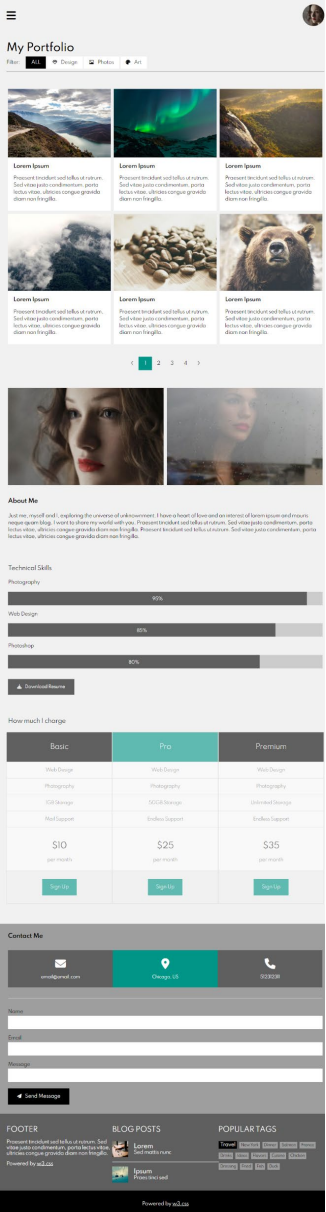 My Portfolio
Filter: ALL Design Photos Art
Lorem Ipsum
Praesent tincidunt sed tellus ut rutrum.
Sed vitae justo condimentum, porta
lectus vitae, ultricies congue gravida
diam non fringilla.
Lorem Ipsum
Praesent tincidunt sed tellus ut rutrum.
Sed vitae justo condimentum, porta
lectus vitae, ultricies congue gravida
diam non fringilla.
Lorem Ipsum
Praesent tincidunt sed tellus ut rutrum.
Sed vitae justo condimentum, porta
lectus vitae, ultricies congue gravida
diam non fringilla.
Lorem Ipsum
Praesent tincidunt sed tellus ut rutrum.
Sed vitae justo condimentum, porta
lectus vitae, ultricies congue gravida
diam non fringilla.
Lorem Ipsum
Praesent tincidunt sed tellus ut rutrum.
Sed vitae justo condimentum, porta
lectus vitae, ultricies congue gravida
diam non fringilla.
Lorem Ipsum
Praesent tincidunt sed tellus ut rutrum.
Sed vitae justo condimentum, porta
lectus vitae, ultricies congue gravida
diam non fringilla.
< 1 2 3 4 >
About Me
Just me, myself and I, exploring the universe of unknownment. I have a heart of love and an interest of lorem ipsum and mauris
neque quam blog. I want to share my world with you. Praesent tincidunt sed tellus ut rutrum. Sed vitae justo condimentum, porta
lectus vitae, ultricies congue gravida diam non fringilla. Praesent tincidunt sed tellus ut rutrum. Sed vitae justo condimentum, porta
lectus vitae, ultricies congue gravida diam non fringilla.
Technical Skills
Photography
95%
Web Design
85%
Photoshop
80%
Download Resume
How much I charge
Basic
Web Design
Photography
1GB Storage
Mail Support
$10
per month
Sign Up
Pro
Web Design
Photography
50GB Storage
Endless Support
$25
per month
Sign Up
Premium
Web Design
Photography
Unlimited Storage
Endless Support
$35
per month
Sign Up
Contact Me
email@email.com
Chicago, US
512312311
Name
Email
Message
Send Message
FOOTER
Praesent tincidunt sed tellus ut rutrum. Sed
vitae justo condimentum, porta lectus vitae,
ultricies congue gravida diam non fringilla.
Powered by w3.css
BLOG POSTS
Lorem
Sed mattis nunc
Ipsum
Praes tinci sed
POPULAR TAGS
Travel New York London
Powered by w3.css